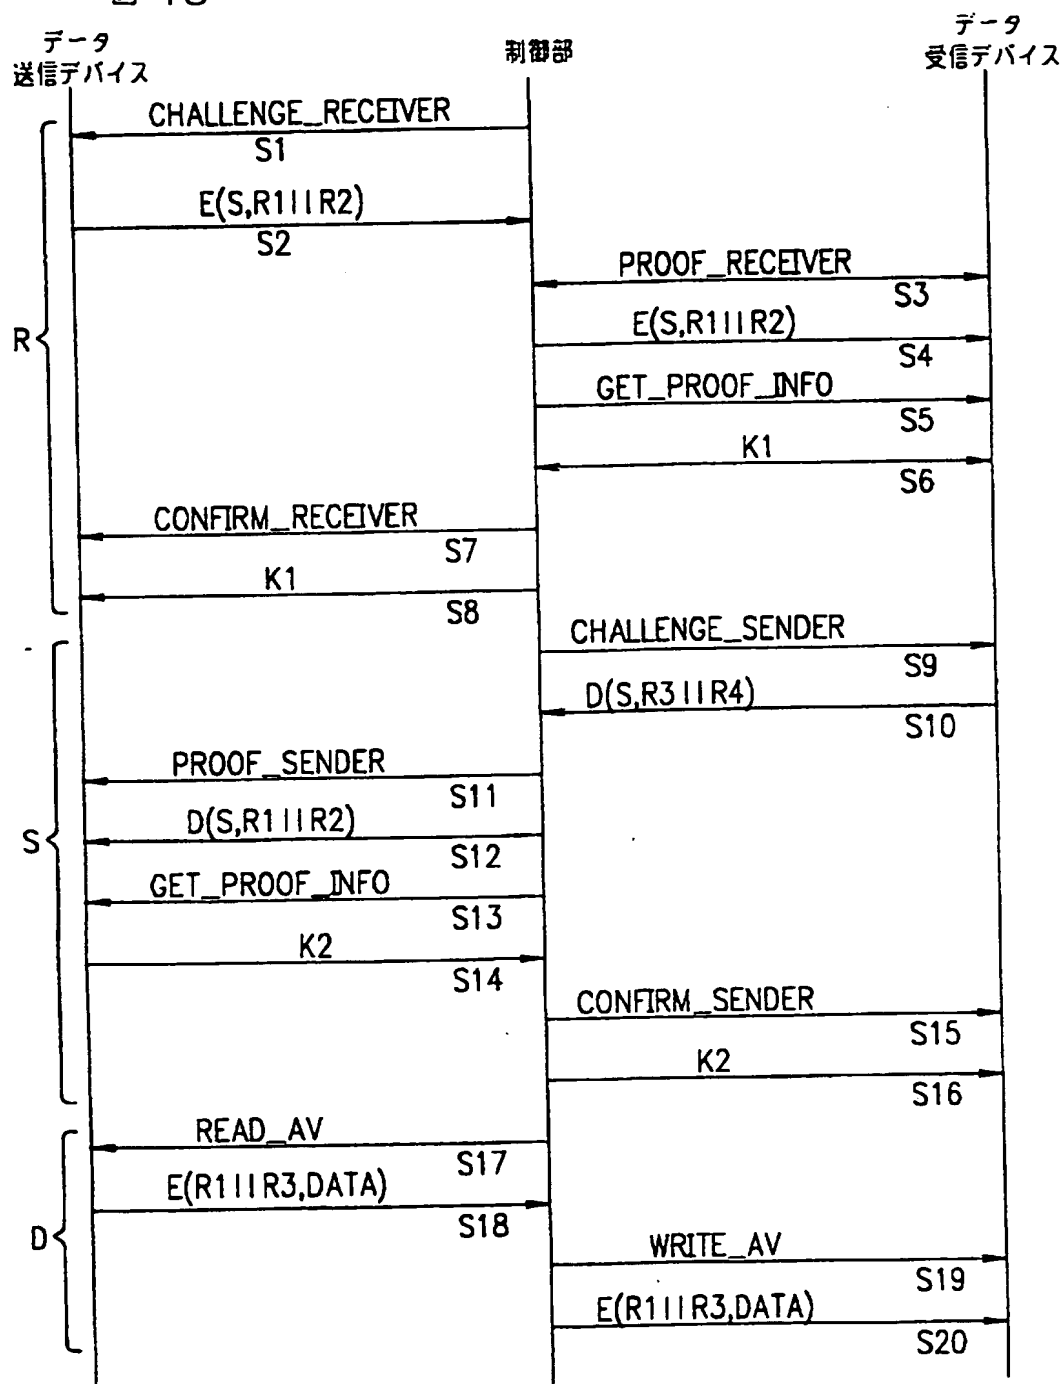 データ
送信デバイス
制御部
データ
受信デバイス
CHALLENGE_RECEIVER
S1
E(S,R1||R2)
S2
PROOF_RECEIVER
S3
E(S,R1||R2)
S4
GET_PROOF_INFO
S5
K1
S6
CONFIRM_RECEIVER
S7
K1
S8
R
CHALLENGE_SENDER
S9
D(S,R3||R4)
S10
PROOF_SENDER
S11
D(S,R1||R2)
S12
GET_PROOF_INFO
S13
K2
S14
CONFIRM_SENDER
S15
K2
S16
S
READ_AV
S17
E(R1||R3,DATA)
S18
WRITE_AV
S19
E(R1||R3,DATA)
S20
D